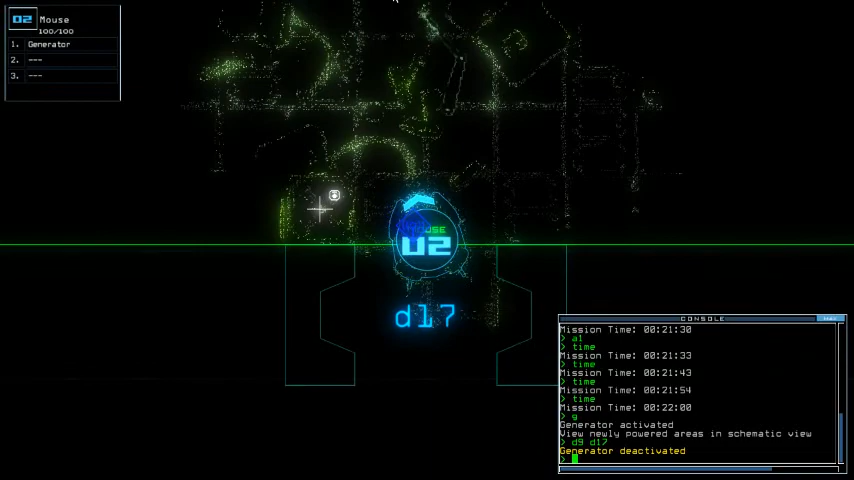 02 Mouse
100/100
1. Generator
2. ---
3. ---
MOUSE
02
d17
CONSOLE
Mission Time: 00:21:30
> a1
> time
Mission Time: 00:21:33
> time
Mission Time: 00:21:43
> time
Mission Time: 00:21:54
> time
Mission Time: 00:22:00
> g
Generator activated
View newly powered areas in schematic view
> d9 d17
Generator deactivated
>